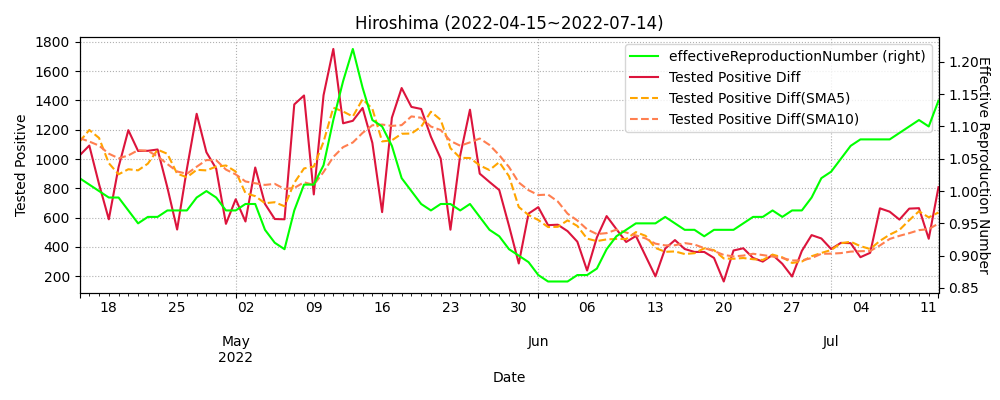 Hiroshima (2022-04-15~2022-07-14)
effectiveReproductionNumber (right)
Tested Positive Diff
Tested Positive Diff(SMA5)
Tested Positive Diff(SMA10)
Tested Positive
1800
1600
1400
1200
1000
800
600
400
200
1.20
1.15
1.10
1.05
1.00
0.95
0.90
0.85
Effective Reproduction Number
18 25 02 09 16 23 30 06 13 20 27 04 11
May Jun Jul
2022
Date